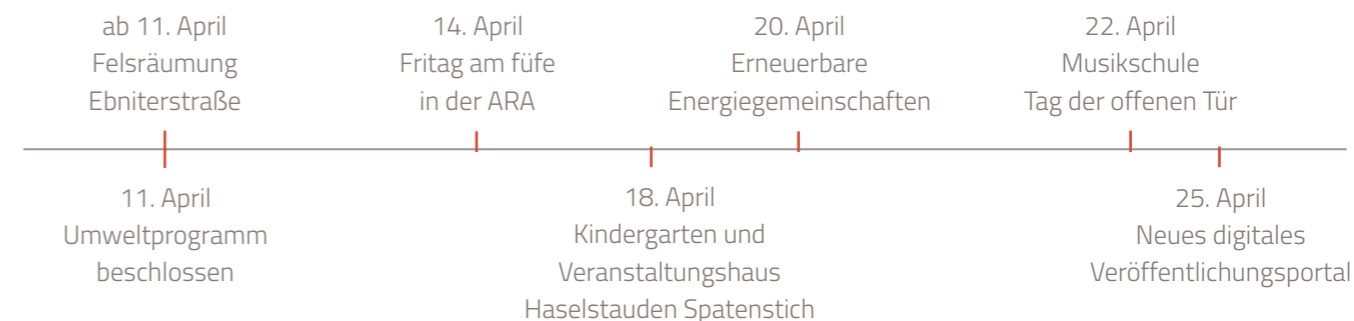 ab 11. April
Felsräumung
Ebniterstraße
14. April
Fritag am füfe
in der ARA
20. April
Erneuerbare
Energiegemeinschaften
22. April
Musikschule
Tag der offenen Tür
11. April
Umweltprogramm
beschlossen
18. April
Kindergarten und
Veranstaltungshaus
Haselstauden Spatenstich
25. April
Neues digitales
Veröffentlichungsportal